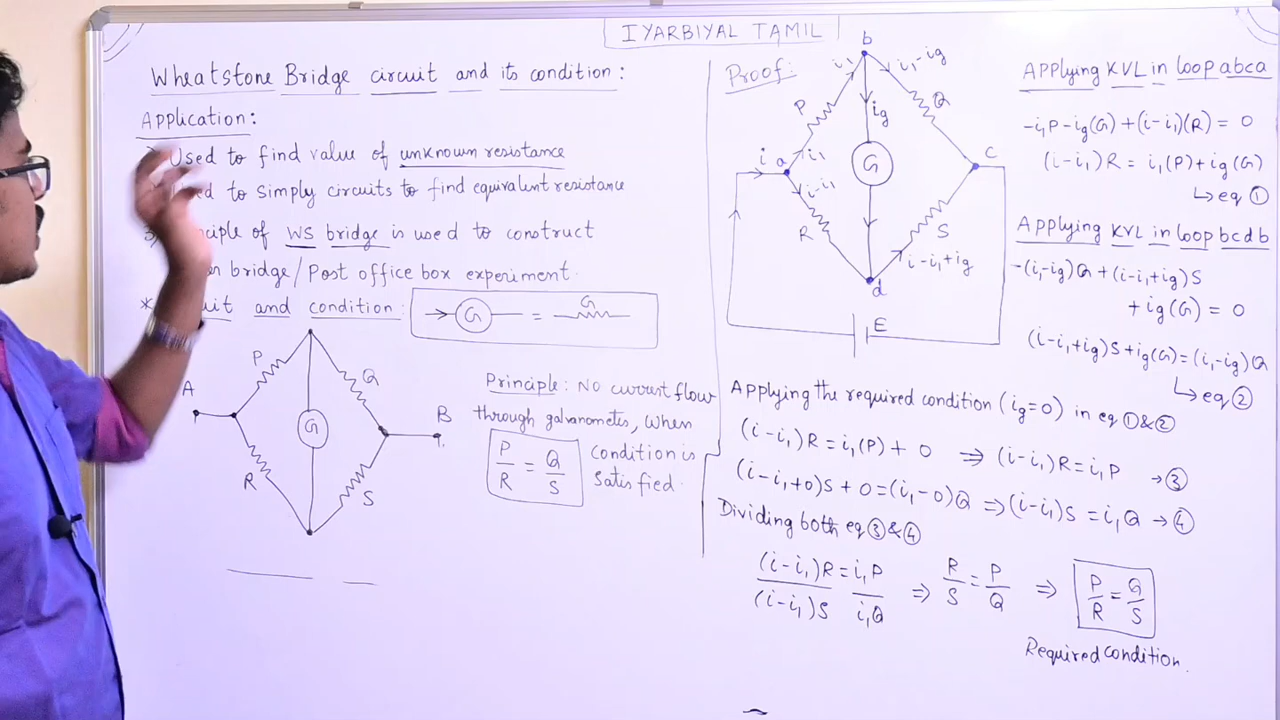 IYARBIYAL TAMIL
Wheatstone Bridge circuit and its condition:
Application:
Used to find value of unknown resistance
to simply circuits to find equivalent resistance
3) of WS bridge is used to construct
bridge/Post office box experiment.
* and condition:
G = G
P
Q
A
G
B
R
S
Principle: No current flow
through galvanometer, When
P/R = Q/S condition is
satisfied.
Proof:
b
i₁
i₁-ig
P
Q
ig
i a i₁
G
c
i-i₁
R
S
i-i₁+ig
d
E
Applying KVL in loop abca
-i₁P-ig(G)+(i-i₁)(R) = 0
(i-i₁)R = i₁(P)+ig(G)
↳ eq ①
Applying KVL in loop bcdb
-(i₁-ig)Q+(i-i₁+ig)S
+ig(G) = 0
(i-i₁+ig)S+ig(G)=(i₁-ig)Q
↳ eq ②
Applying the required condition (ig=0) in eq ①&②
(i-i₁)R=i₁(P)+ 0 ⇒ (i-i₁)R=i₁P →③
(i-i₁+0)S + 0=(i₁-0)Q ⇒ (i-i₁)S = i₁Q →④
Dividing both eq ③&④
(i-i₁)R/(i-i₁)S = i₁P/i₁Q ⇒ R/S = P/Q ⇒ P/R = Q/S
Required condition.